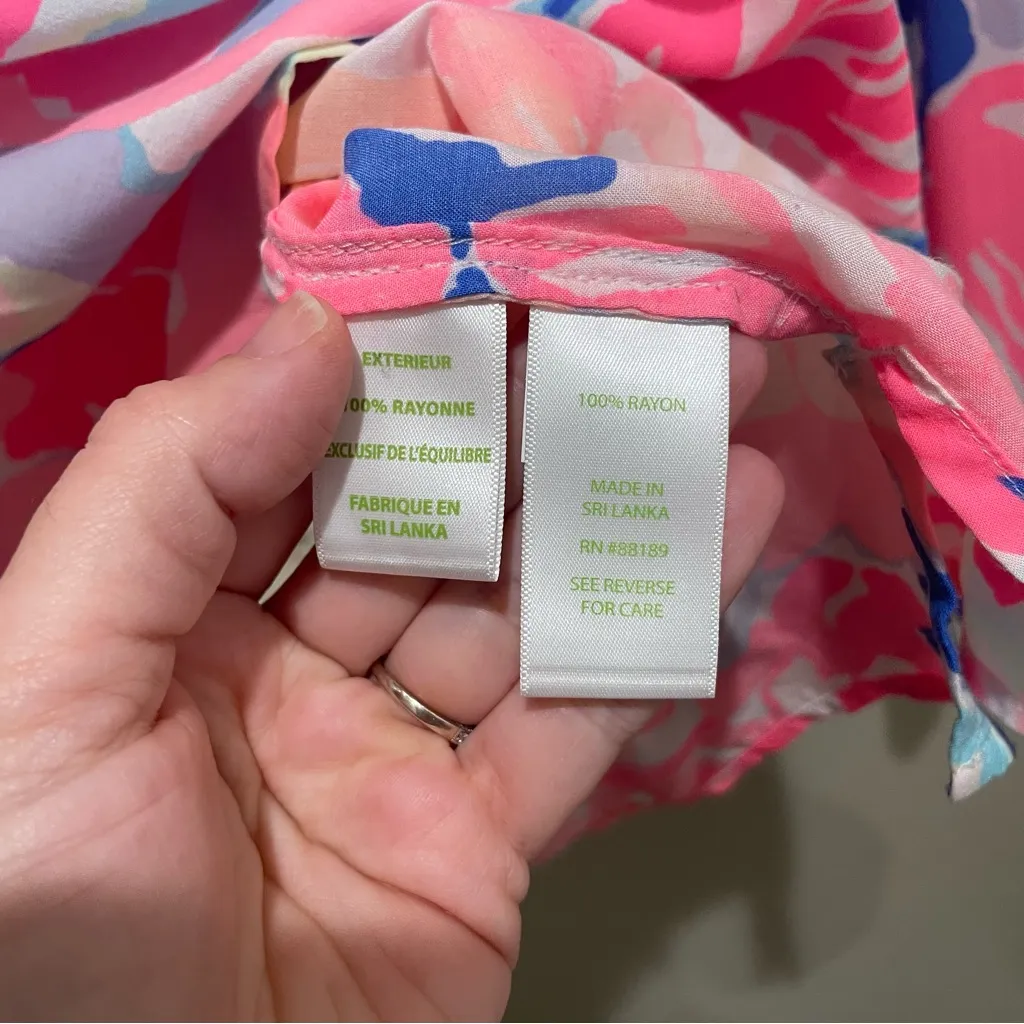 EXTERIEUR
100% RAYONNE
EXCLUSIF DE L'ÉQUILIBRE
FABRIQUE EN
SRI LANKA
100% RAYON
MADE IN
SRI LANKA
RN #88189
SEE REVERSE
FOR CARE